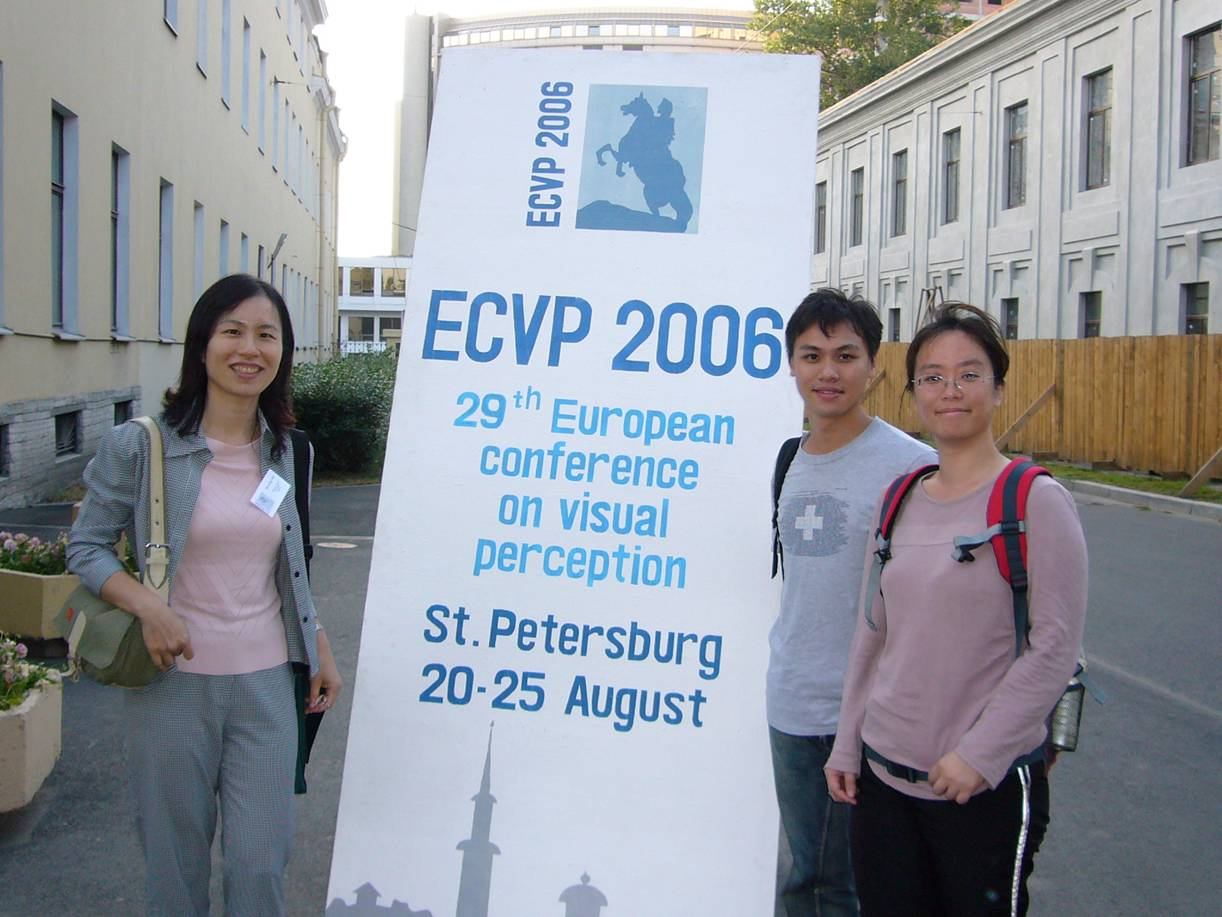 ECVP 2006
ECVP 2006
29th European
conference
on visual
perception
St. Petersburg
20-25 August